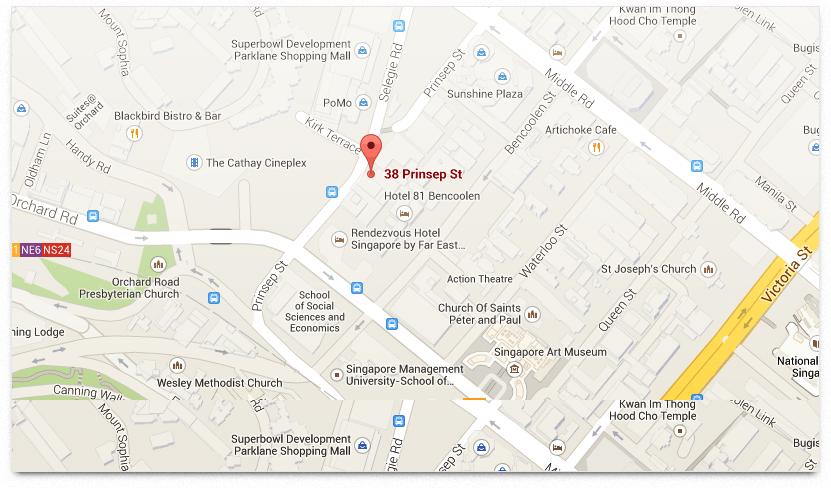 Mount Sophia
Superbowl Development
Parklane Shopping Mall
Selegie Rd
Prinsep St
Kwan Im Thong
Hood Cho Temple
Bugis
Queen St
Middle Rd
Sunshine Plaza
PoMo
Suites@
Orchard
Blackbird Bistro & Bar
Kirk Terrace
Bencoolen St
Artichoke Cafe
Oldham Ln
Handy Rd
The Cathay Cineplex
38 Prinsep St
Hotel 81 Bencoolen
Middle Rd
Manila St
Orchard Rd
Rendezvous Hotel
Singapore by Far East...
1 NE6 NS24
Waterloo St
Victoria St
Orchard Road
Presbyterian Church
Prinsep St
Action Theatre
St Joseph's Church
School
of Social
Sciences and
Economics
Church Of Saints
Peter and Paul
Queen St
ning Lodge
Singapore Art Museum
National
Singa
Wesley Methodist Church
Singapore Management
University-School of...
Canning Walk
Kwan Im Thong
Hood Cho Temple
Mount Sophia
Superbowl Development
Parklane Shopping Mall
Bugis